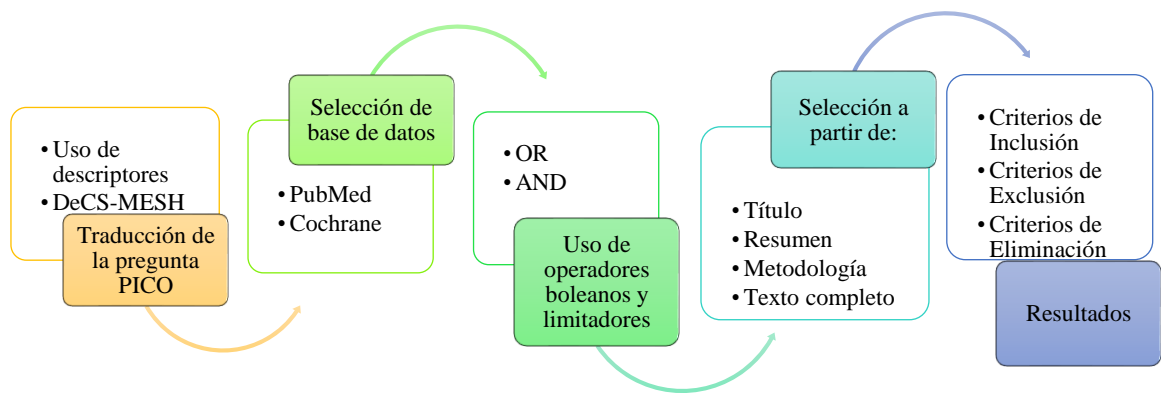 • Uso de
descriptores
• DeCS-MESH
Traducción de
la pregunta
PICO
Selección de
base de datos
• PubMed
• Cochrane
• OR
• AND
Uso de
operadores
boleanos y
limitadores
Selección a
partir de:
• Título
• Resumen
• Metodología
• Texto completo
• Criterios de
Inclusión
• Criterios de
Exclusión
• Criterios de
Eliminación
Resultados